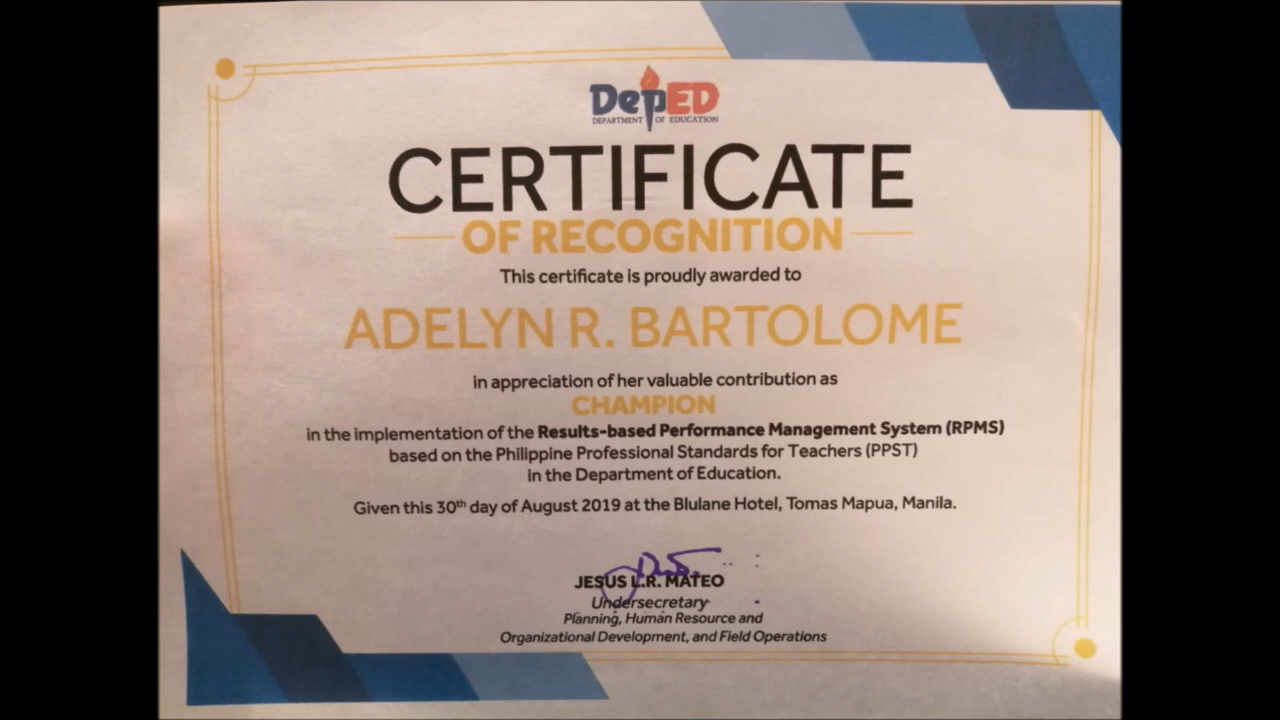 DepED
DEPARTMENT OF EDUCATION
CERTIFICATE
OF RECOGNITION
This certificate is proudly awarded to
ADELYN R. BARTOLOME
in appreciation of her valuable contribution as
CHAMPION
in the implementation of the Results-based Performance Management System (RPMS)
based on the Philippine Professional Standards for Teachers (PPST)
in the Department of Education.
Given this 30th day of August 2019 at the Blulane Hotel, Tomas Mapua, Manila.
JESUS L.R. MATEO
Undersecretary
Planning, Human Resource and
Organizational Development, and Field Operations